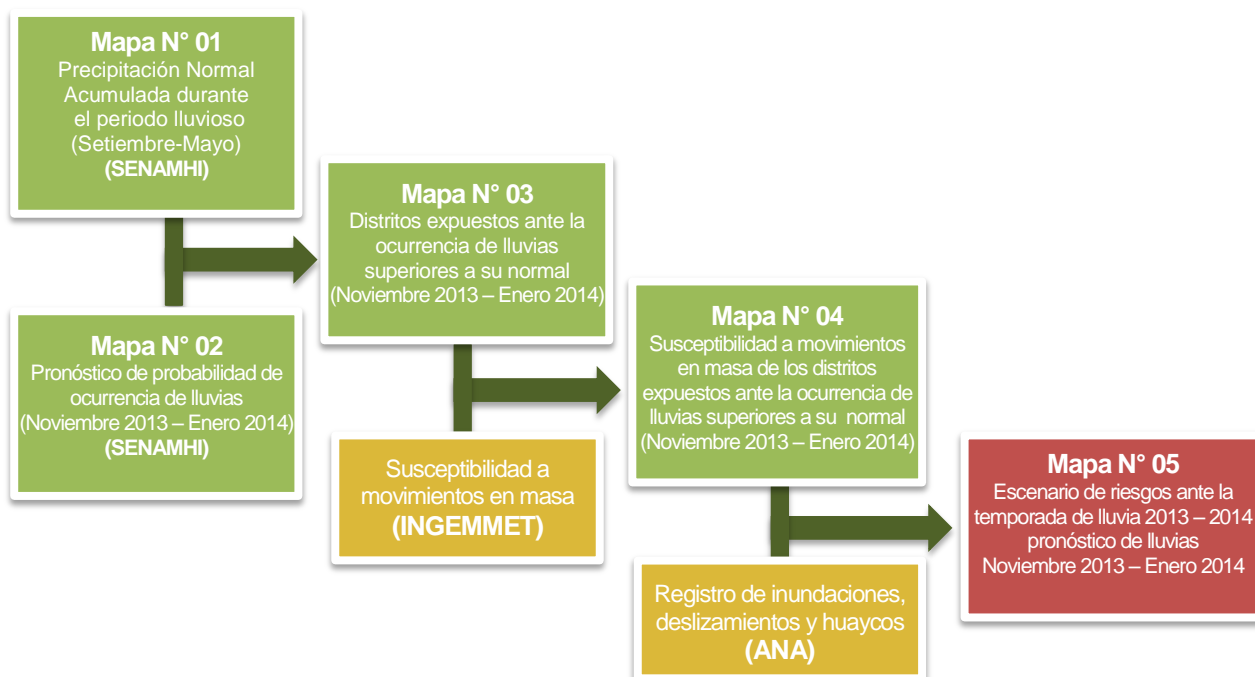 Mapa N° 01
Precipitación Normal
Acumulada durante
el periodo lluvioso
(Setiembre-Mayo)
(SENAMHI)
Mapa N° 02
Pronóstico de probabilidad de
ocurrencia de lluvias
(Noviembre 2013 – Enero 2014)
(SENAMHI)
Mapa N° 03
Distritos expuestos ante la
ocurrencia de lluvias
superiores a su normal
(Noviembre 2013 – Enero 2014)
Susceptibilidad a
movimientos en masa
(INGEMMET)
Mapa N° 04
Susceptibilidad a movimientos
en masa de los distritos
expuestos ante la ocurrencia de
lluvias superiores a su normal
(Noviembre 2013 – Enero 2014)
Registro de inundaciones,
deslizamientos y huaycos
(ANA)
Mapa N° 05
Escenario de riesgos ante la
temporada de lluvia 2013 – 2014
pronóstico de lluvias
Noviembre 2013 – Enero 2014